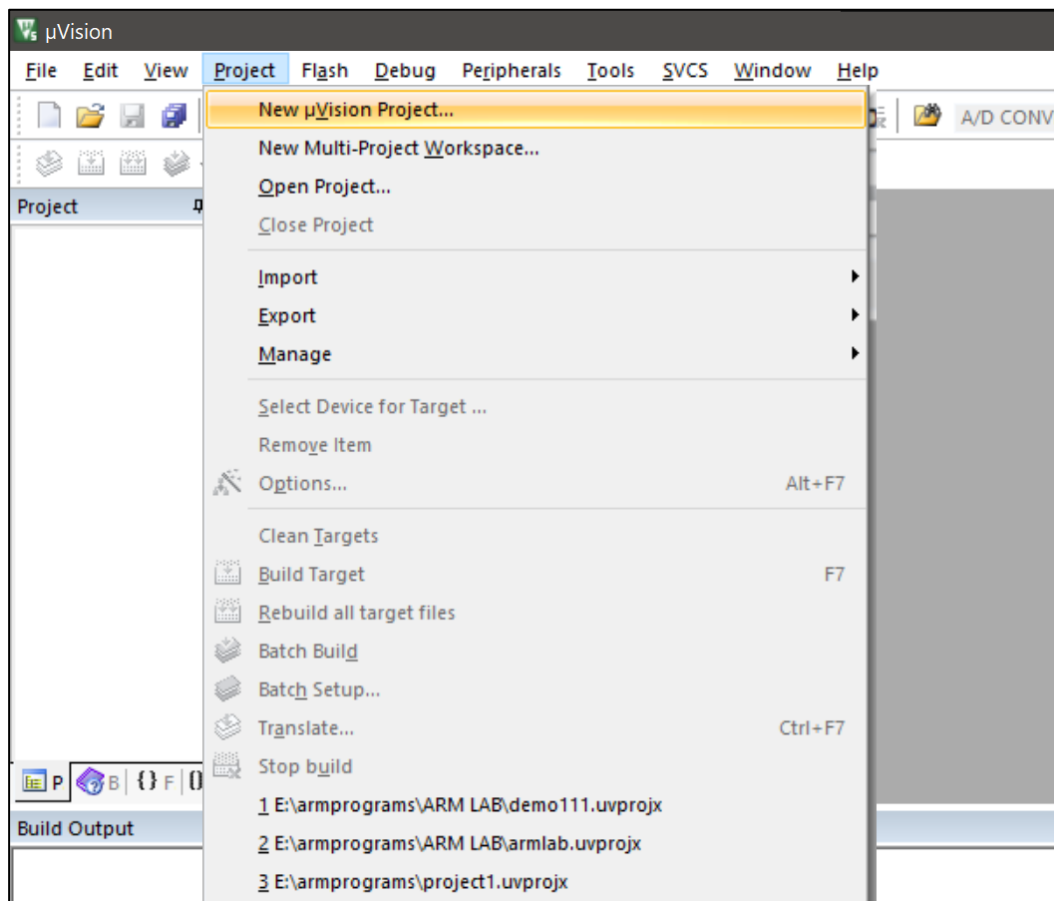 µVision
File Edit View Project Flash Debug Peripherals Tools SVCS Window Help
A/D CONV
Project
New µVision Project...
New Multi-Project Workspace...
Open Project...
Close Project
Import
Export
Manage
Select Device for Target ...
Remove Item
Options... Alt+F7
Clean Targets
Build Target F7
Rebuild all target files
Batch Build
Batch Setup...
Translate... Ctrl+F7
Stop build
1 E:\armprograms\ARM LAB\demo111.uvprojx
2 E:\armprograms\ARM LAB\armlab.uvprojx
3 E:\armprograms\project1.uvprojx
P B {} F
Build Output